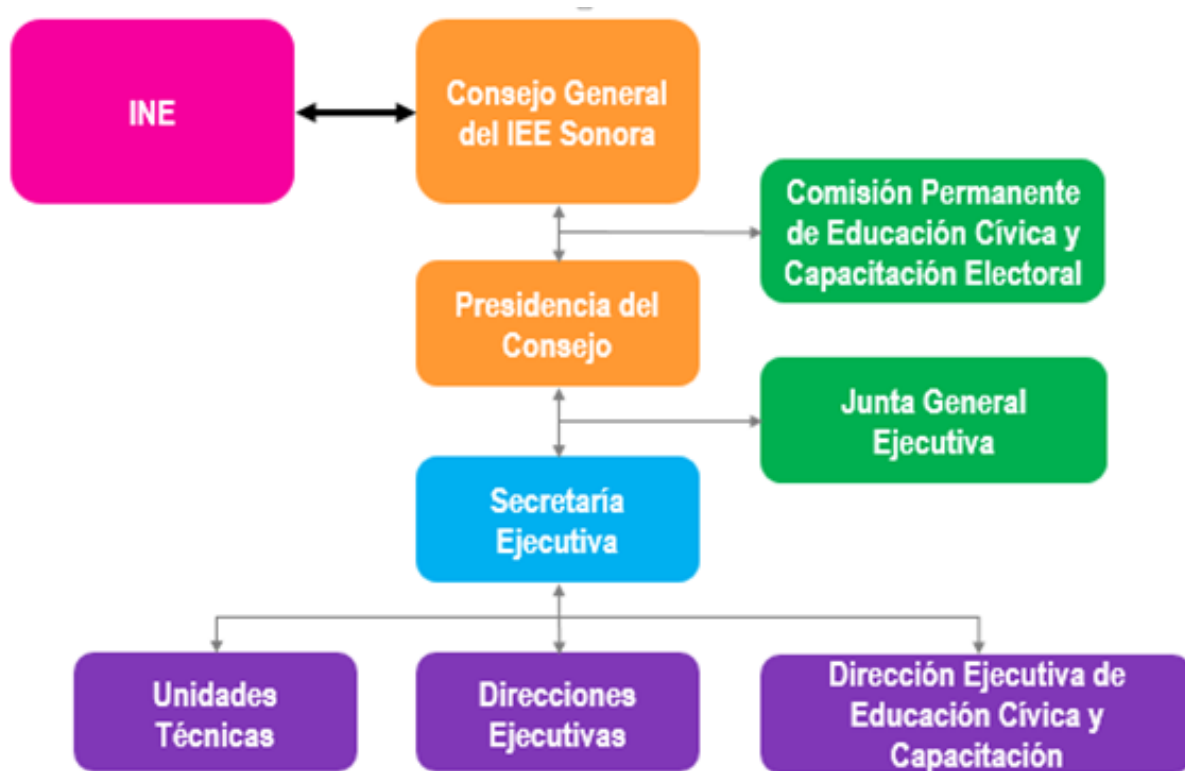 INE
Consejo General
del IEE Sonora
Comisión Permanente
de Educación Cívica y
Capacitación Electoral
Presidencia del
Consejo
Junta General
Ejecutiva
Secretaría
Ejecutiva
Unidades
Técnicas
Direcciones
Ejecutivas
Dirección Ejecutiva de
Educación Cívica y
Capacitación